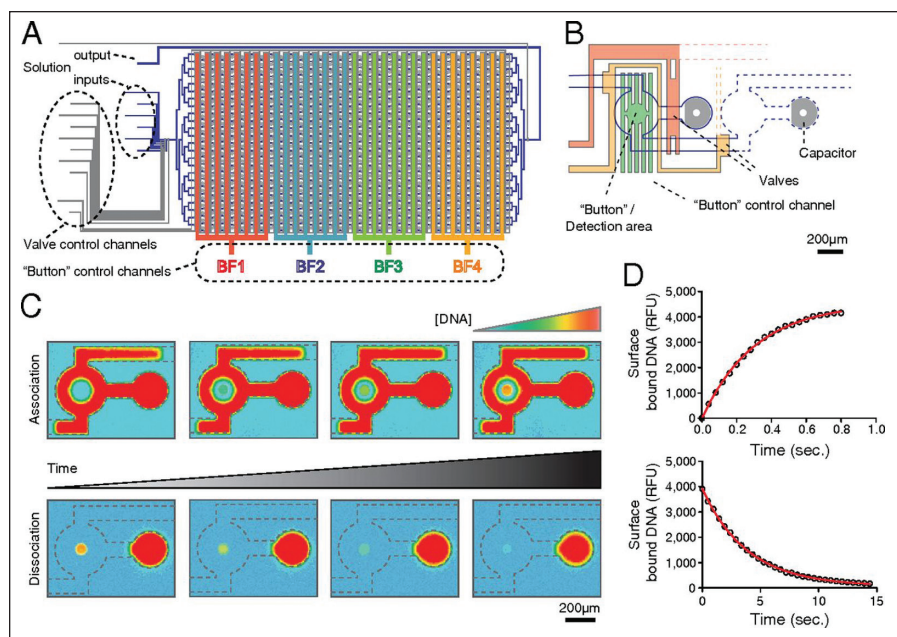 A
output
Solution
inputs
Valve control channels
"Button" control channels
BF1 BF2 BF3 BF4
B
Capacitor
Valves
"Button" /
Detection area
"Button" control channel
200µm
C
[DNA]
Association
Time
Dissociation
200µm
D
Surface
bound DNA (RFU)
5,000
4,000
3,000
2,000
1,000
0
0.0 0.2 0.4 0.6 0.8 1.0
Time (sec.)
Surface
bound DNA (RFU)
5,000
4,000
3,000
2,000
1,000
0
0 5 10 15
Time (sec.)